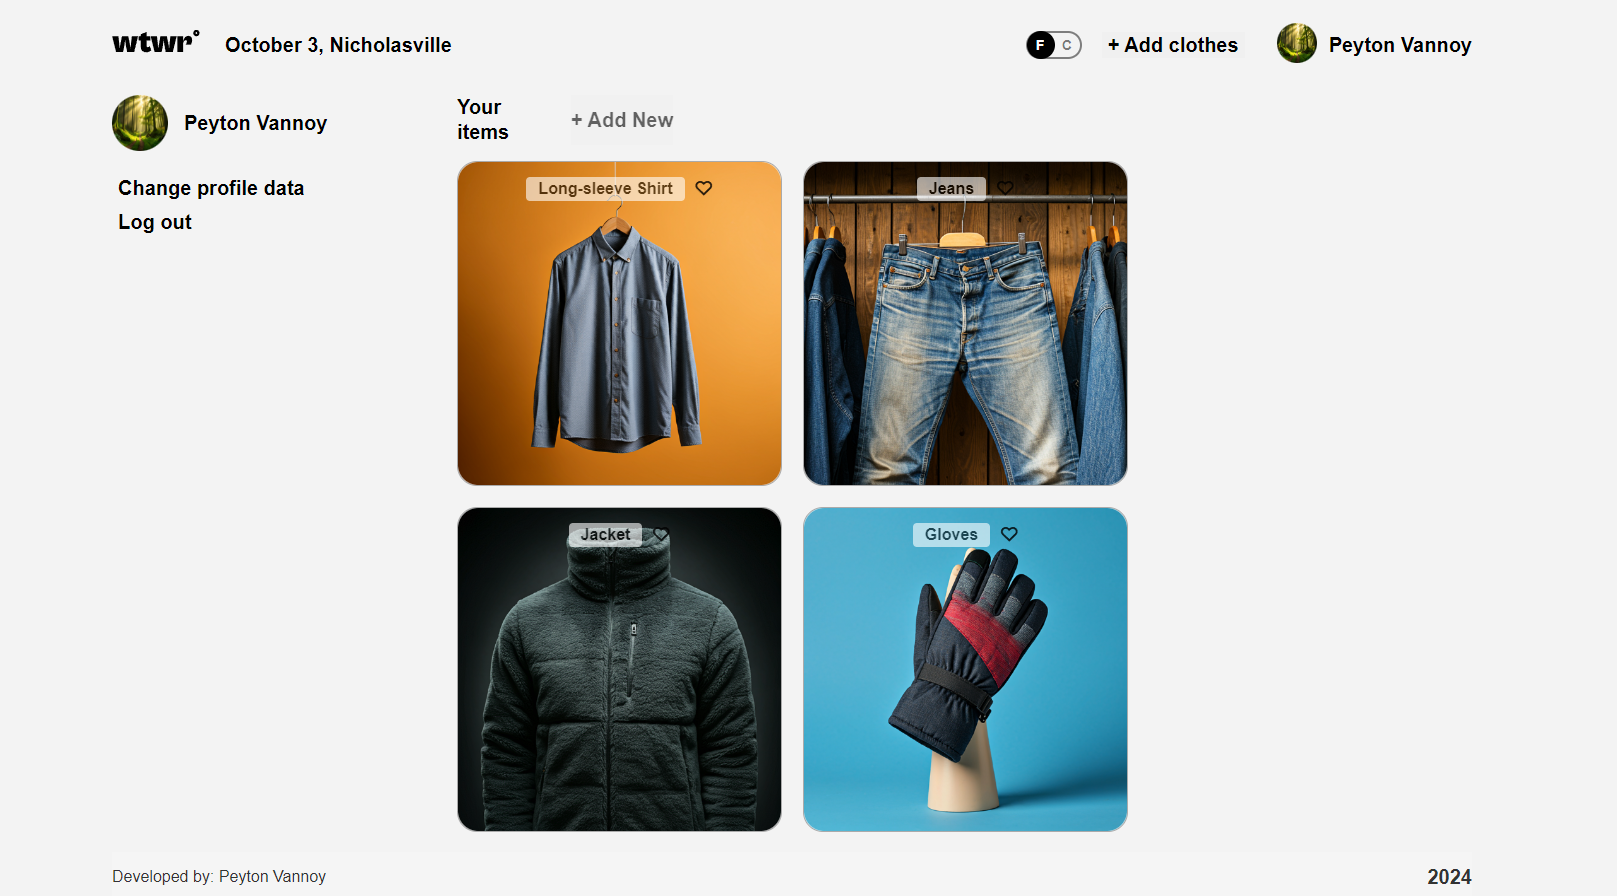 wtwr°
October 3, Nicholasville
F C
+ Add clothes
Peyton Vannoy
Peyton Vannoy
Change profile data
Log out
Your
items
+ Add New
Long-sleeve Shirt
Jeans
Jacket
Gloves
Developed by: Peyton Vannoy
2024